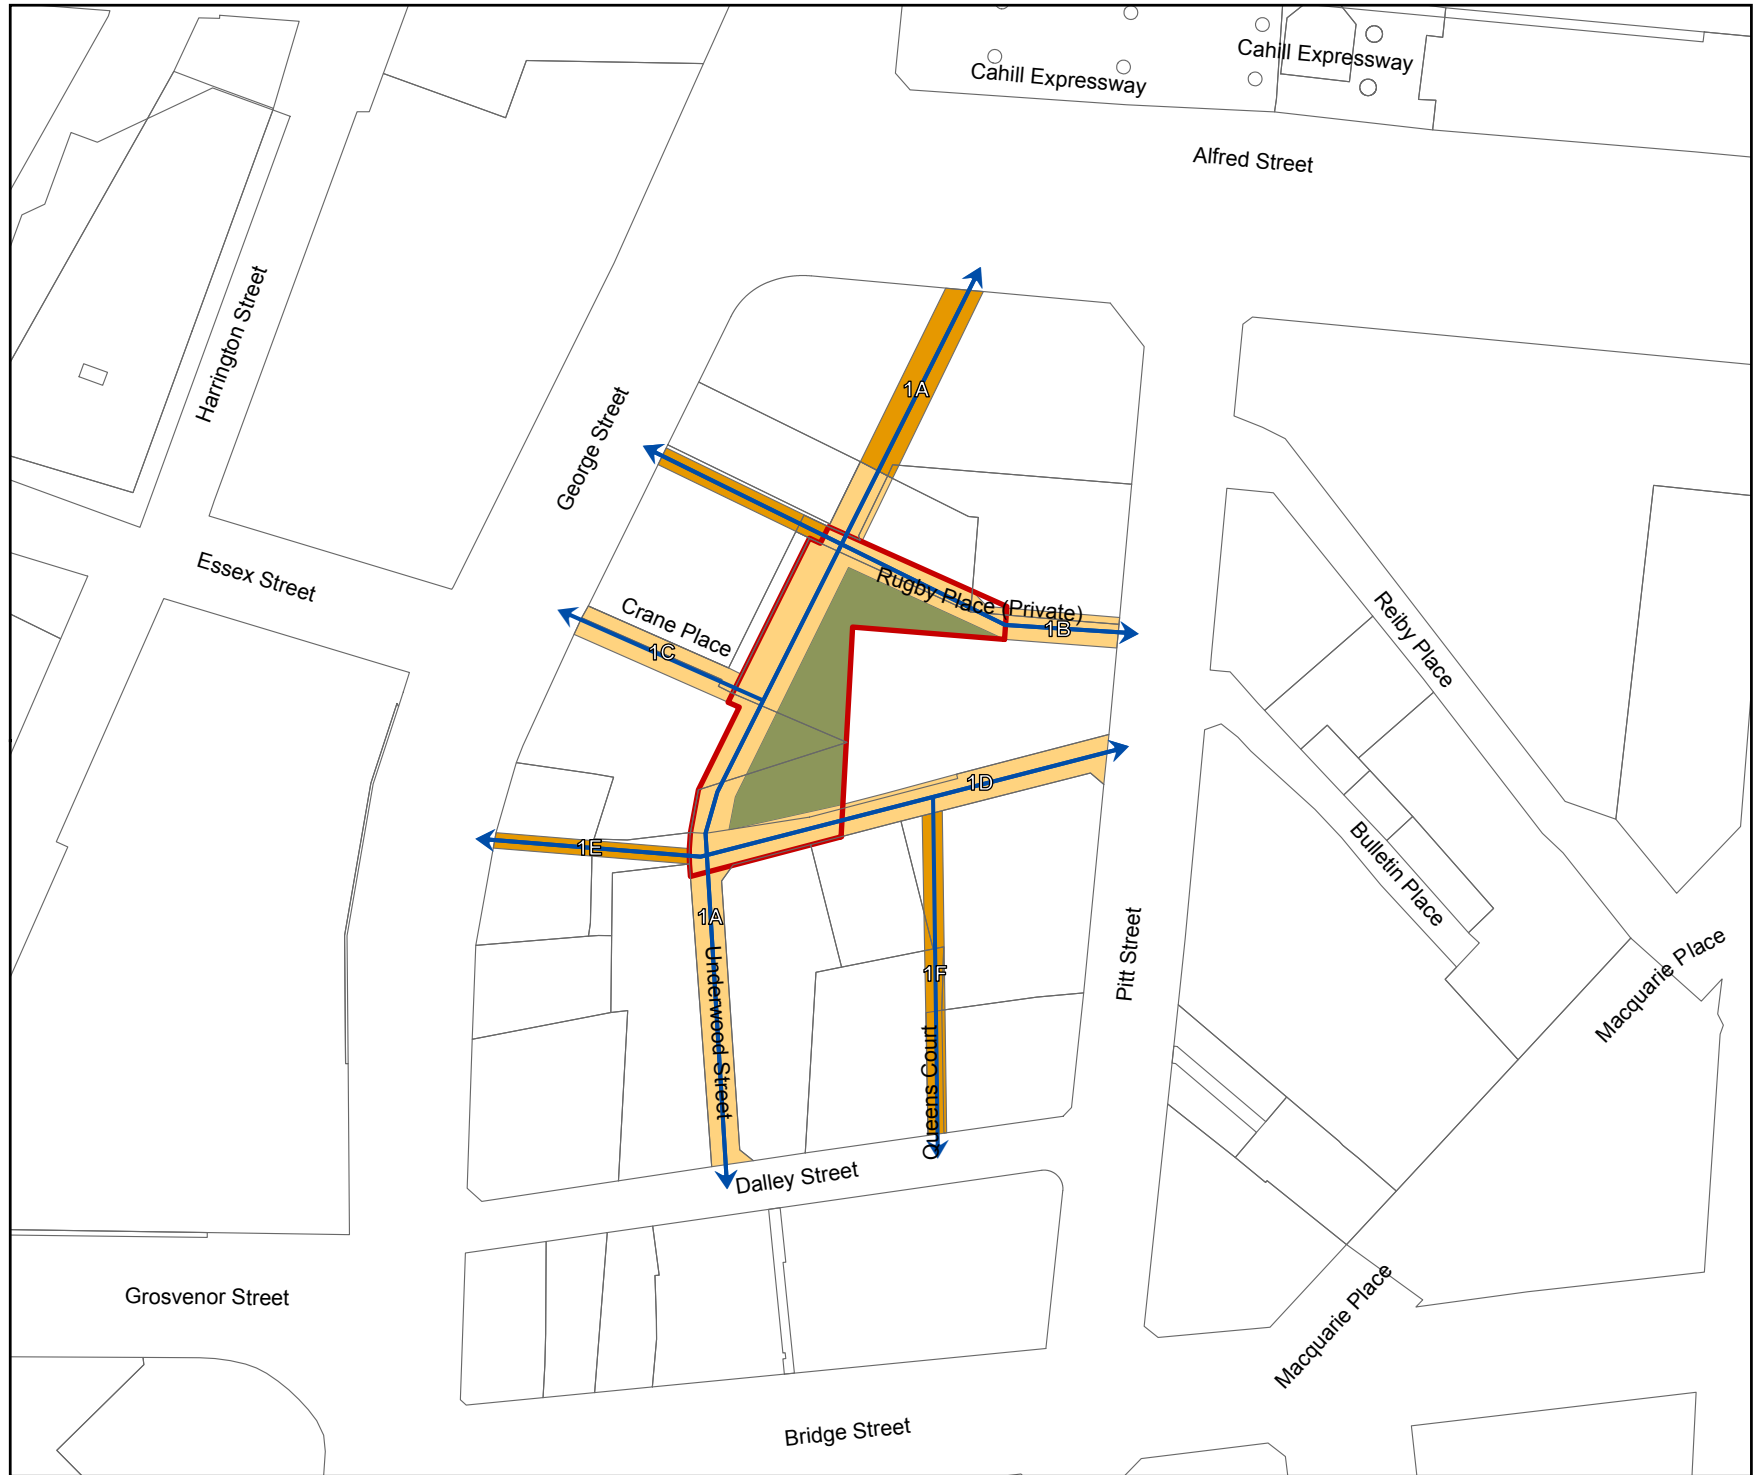 Cahill Expressway
Cahill Expressway
Alfred Street
Harrington Street
George Street
1A
Essex Street
Rugby Place (Private)
Crane Place
1B
1C
Reiby Place
1D
1E
Bulletin Place
1A
Underwood Street
1F
Pitt Street
Macquarie Place
Queens Court
Dalley Street
Grosvenor Street
Macquarie Place
Bridge Street